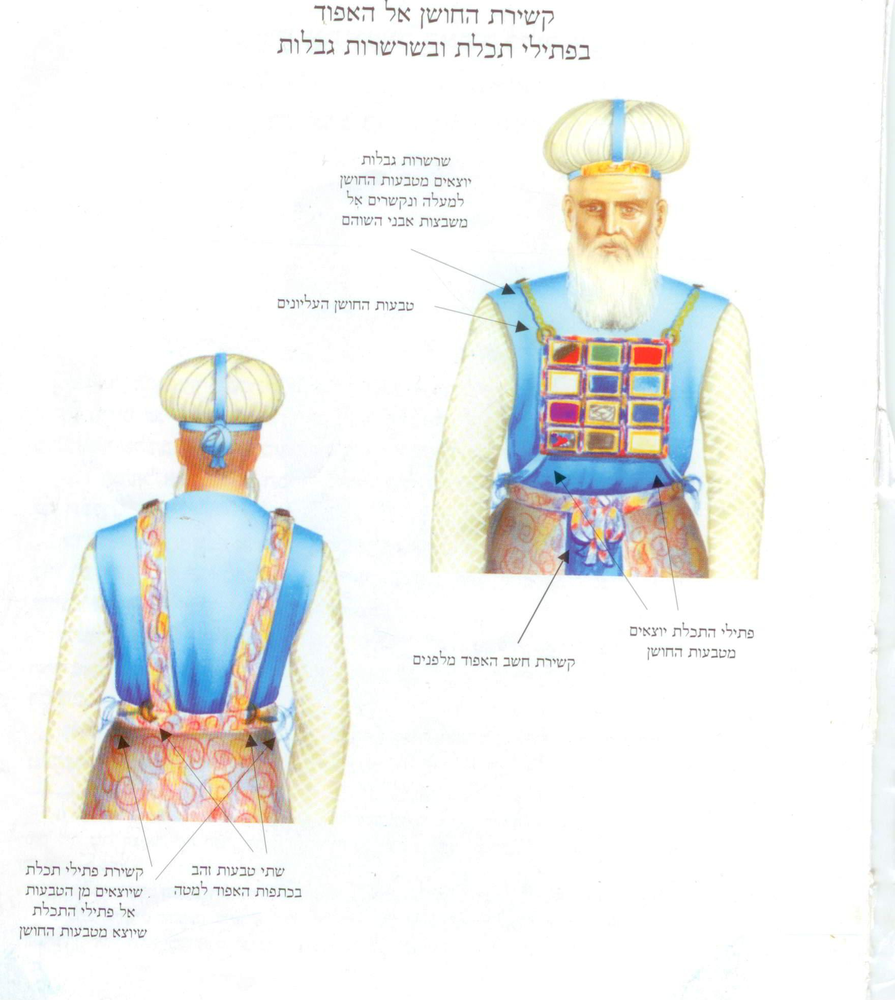 קשירת החושן אל האפוד
בפתילי תכלת ובשרשרות גבלות
שרשרות גבלות
יוצאים מטבעות החושן
למעלה ונקשרים אל
משבצות אבני השוהם
טבעות החושן העליונים
פתילי התכלת יוצאים
מטבעות החושן
קשירת חשב האפוד מלפנים
שתי טבעות זהב
בכתפות האפוד למטה
קשירת פתילי תכלת
שיוצאים מן הטבעות
אל פתילי התכלת
שיוצא מטבעות החושן